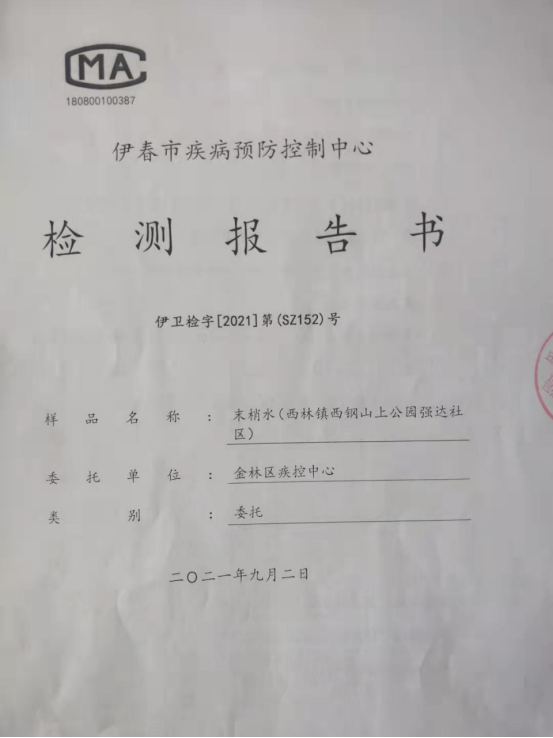 CMA
180800100387
伊春市疾病预防控制中心
检测报告书
伊卫检字[2021]第(SZ152)号
样品名称：末梢水(西林镇西钢山上公园强达社
区)
委托单位：金林区疾控中心
类别：委托
二〇二一年九月二日